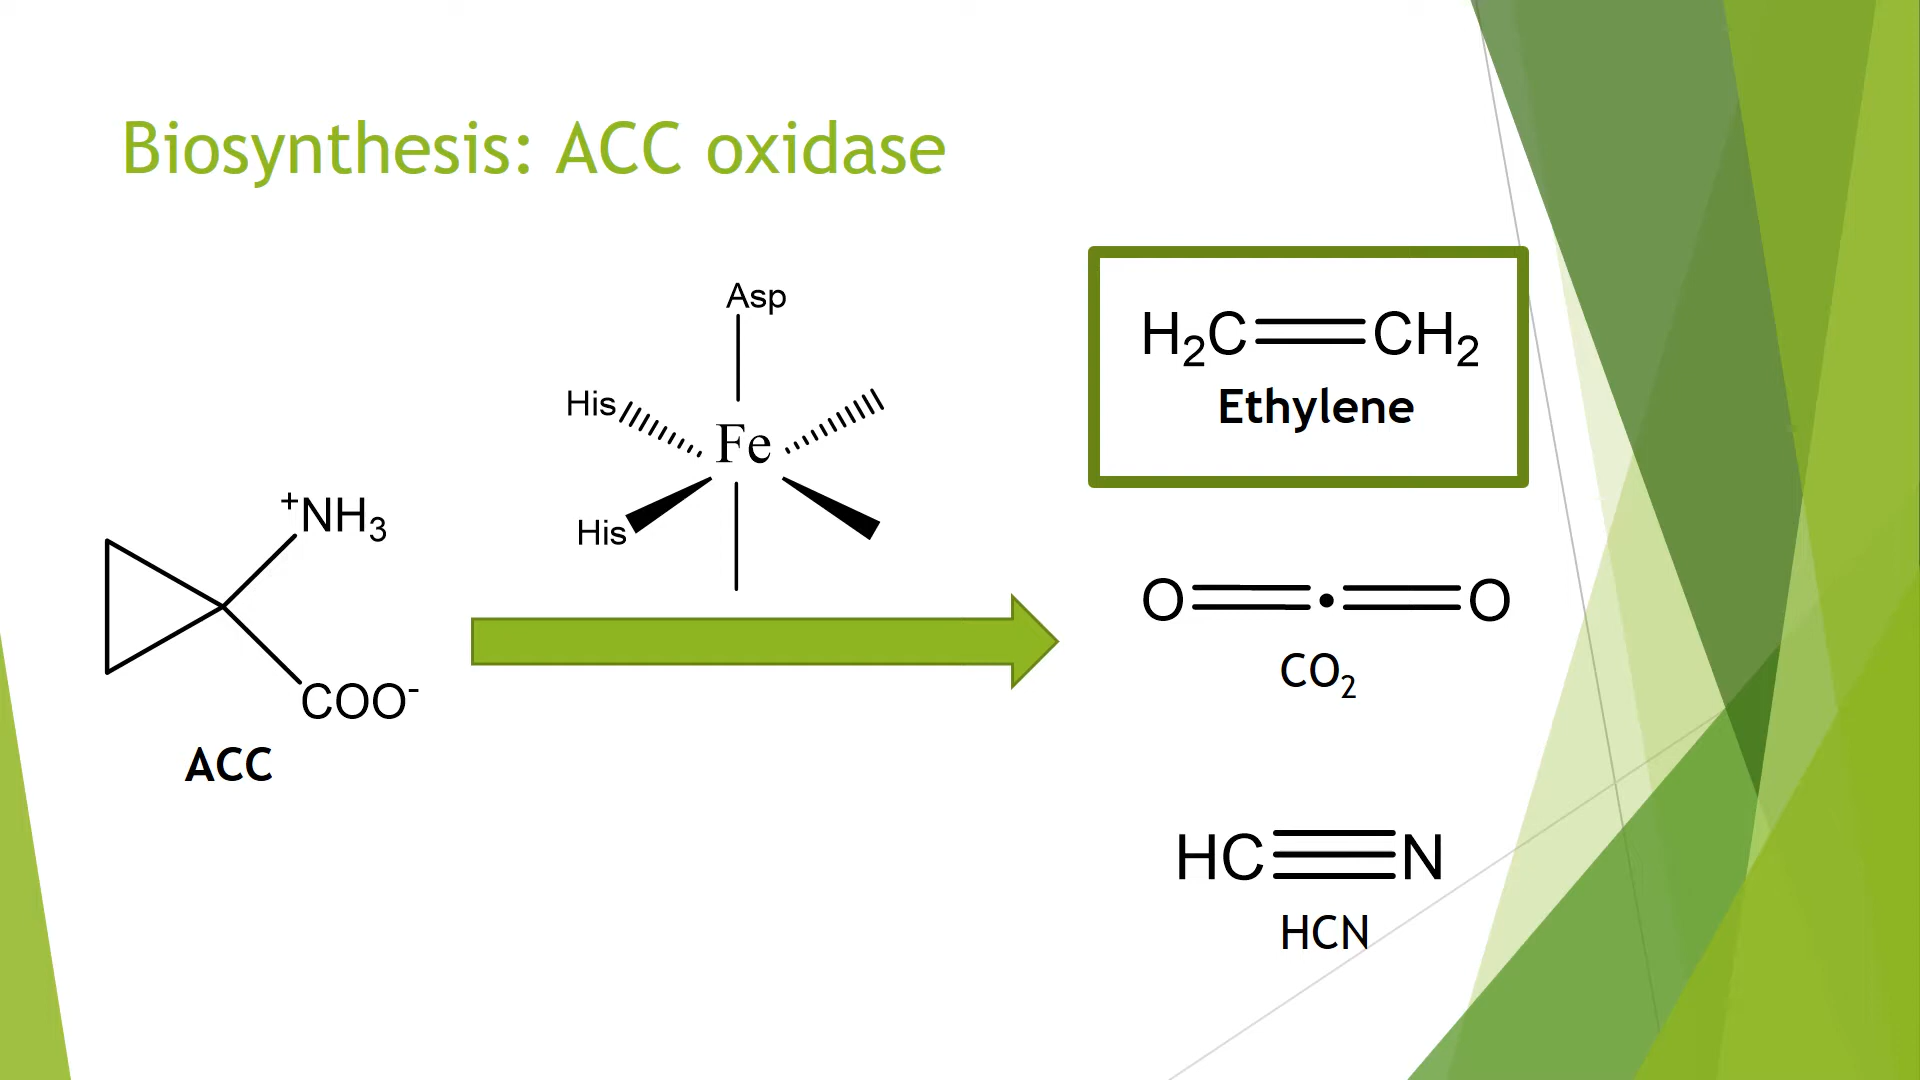 Biosynthesis: ACC oxidase
Asp
His
Fe
His
⁺NH₃
COO⁻
ACC
H₂C=CH₂
Ethylene
O=•=O
CO₂
HC≡N
HCN